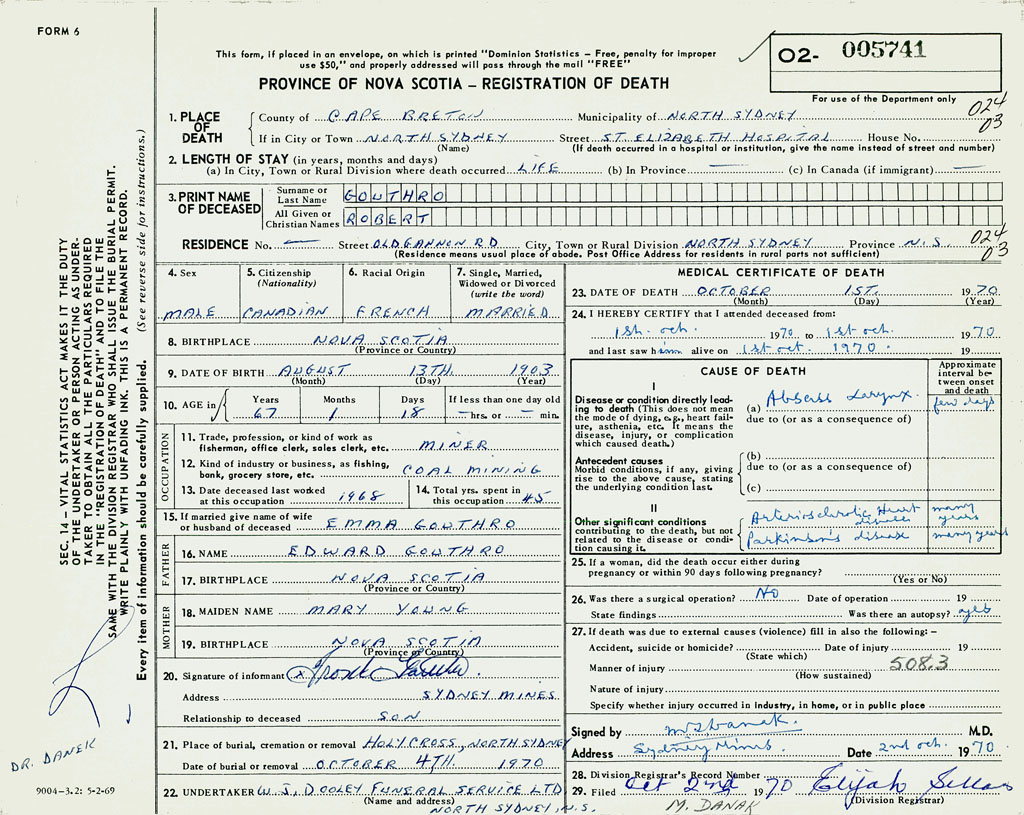 FORM 6
This form, if placed in an envelope, on which is printed "Dominion Statistics – Free, penalty for improper
use $50," and properly addressed will pass through the mail "FREE"
PROVINCE OF NOVA SCOTIA – REGISTRATION OF DEATH
02- 005741
For use of the Department only
024
03
1. PLACE OF DEATH
County of CAPE BRETON Municipality of NORTH SYDNEY
If in City or Town NORTH SYDNEY Street ST. ELIZABETH HOSPITAL House No.
(Name) (If death occurred in a hospital or institution, give the name instead of street and number)
2. LENGTH OF STAY (in years, months and days)
(a) In City, Town or Rural Division where death occurred LIFE (b) In Province — (c) In Canada (if immigrant) —
3. PRINT NAME OF DECEASED
Surname or Last Name GOWTHRO
All Given or Christian Names ROBERT
RESIDENCE No. — Street OLD GANNON RD City, Town or Rural Division NORTH SYDNEY Province N.S.
(Residence means usual place of abode. Post Office Address for residents in rural parts not sufficient)
024
03
4. Sex MALE
5. Citizenship (Nationality) CANADIAN
6. Racial Origin FRENCH
7. Single, Married, Widowed or Divorced (write the word) MARRIED
8. BIRTHPLACE NOVA SCOTIA
(Province or Country)
9. DATE OF BIRTH AUGUST 13TH 1903
(Month) (Day) (Year)
10. AGE in Years 67 Months 1 Days 18 If less than one day old — hrs. or — min.
OCCUPATION
11. Trade, profession, or kind of work as
fisherman, office clerk, sales clerk, etc. MINER
12. Kind of industry or business, as fishing,
bank, grocery store, etc. COAL MINING
13. Date deceased last worked
at this occupation 1968
14. Total yrs. spent in
this occupation 45
15. If married give name of wife
or husband of deceased EMMA GOWTHRO
FATHER
16. NAME EDWARD GOWTHRO
17. BIRTHPLACE NOVA SCOTIA
(Province or Country)
MOTHER
18. MAIDEN NAME MARY YOUNG
19. BIRTHPLACE NOVA SCOTIA
(Province or Country)
20. Signature of informant X
Address SYDNEY MINES
Relationship to deceased SON
21. Place of burial, cremation or removal HOLY CROSS, NORTH SYDNEY
Date of burial or removal OCTOBER 4TH 1970
22. UNDERTAKER W.S. DOOLEY FUNERAL SERVICE LTD
(Name and address)
NORTH SYDNEY, N.S.
MEDICAL CERTIFICATE OF DEATH
23. DATE OF DEATH OCTOBER 1ST. 1970
(Month) (Day) (Year)
24. I HEREBY CERTIFY that I attended deceased from:
1st. oct. 1970 to 1st oct. 1970
and last saw him alive on 1st oct. 1970. 19
CAUSE OF DEATH
Approximate interval between onset and death
I
Disease or condition directly leading to death (This does not mean the mode of dying, e.g., heart failure, asthenia, etc. It means the disease, injury, or complication which caused death.)
(a) Abscess Larynx. few days
due to (or as a consequence of)
Antecedent causes
Morbid conditions, if any, giving rise to the above cause, stating the underlying condition last.
(b)
due to (or as a consequence of)
(c)
II
Other significant conditions
contributing to the death, but not related to the disease or condition causing it.
Arteriosclerotic Heart disease many years
Parkinsons disease many years
25. If a woman, did the death occur either during
pregnancy or within 90 days following pregnancy?
(Yes or No)
26. Was there a surgical operation? NO Date of operation 19
State findings Was there an autopsy? yes
27. If death was due to external causes (violence) fill in also the following: –
Accident, suicide or homicide? Date of injury 19
(State which)
Manner of injury 508.3
(How sustained)
Nature of injury
Specify whether injury occurred in industry, in home, or in public place
Signed by M.D.
Address Sydney Mines. Date 2nd oct. 1970
28. Division Registrar's Record Number
29. Filed Oct 2nd 1970 Elijah
(Division Registrar)
M. DANAK
SEC. 14 – VITAL STATISTICS ACT MAKES IT THE DUTY
OF THE UNDERTAKER OR PERSON ACTING AS UNDER-
TAKER TO OBTAIN ALL THE PARTICULARS REQUIRED
IN THE "REGISTRATION OF DEATH" AND TO FILE THE
SAME WITH THE DIVISION REGISTRAR WHO SHALL ISSUE THE BURIAL PERMIT.
WRITE PLAINLY WITH UNFADING INK. THIS IS A PERMANENT RECORD.
Every item of information should be carefully supplied. (See reverse side for instructions.)
DR. DANEK
9004-3.2: 5-2-69